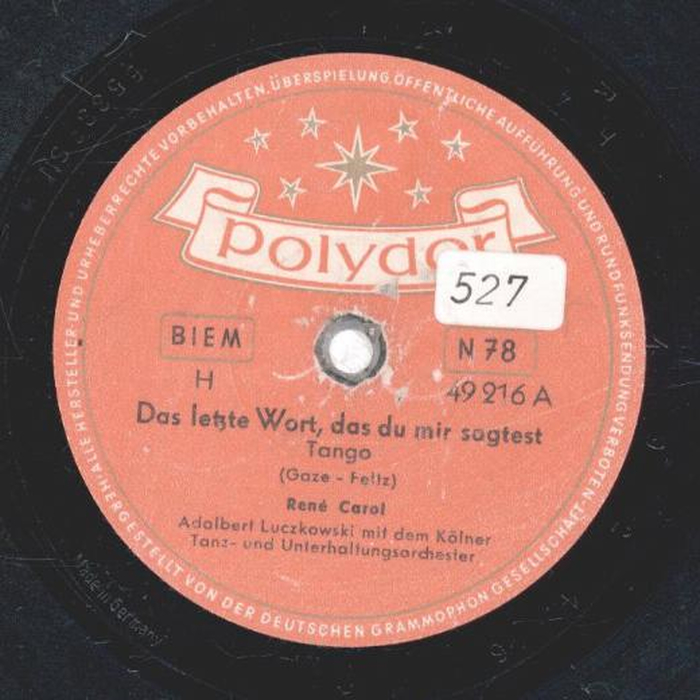 ALLE HERSTELLER-UND URHEBERRECHTE VORBEHALTEN. ÜBERSPIELUNG. ÖFFENTLICHE AUFFÜHRUNG UND RUNDFUNKSENDUNG VERBOTEN
polydor
527
BIEM
N 78
H
49 216 A
Das letzte Wort, das du mir sagtest
Tango
(Gaze - Feltz)
René Carol
Adalbert Luczkowski mit dem Kölner
Tanz- und Unterhaltungsorchester
HERGESTELLT VON DER DEUTSCHEN GRAMMOPHON GESELLSCHAFT
Made in Germany